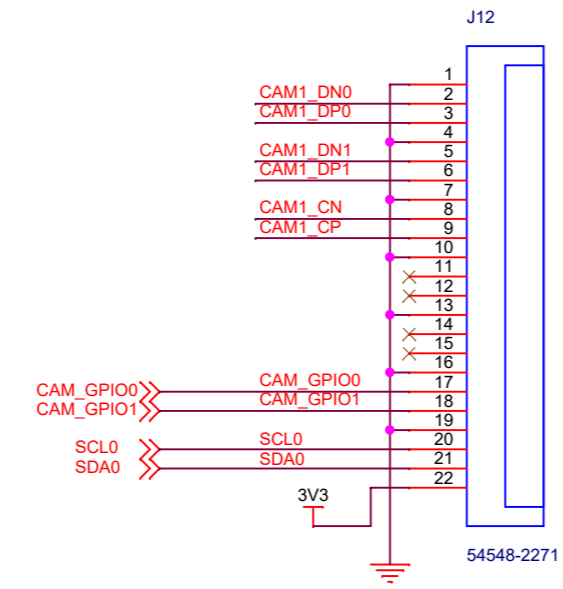 J12
1
CAM1_DN0 2
CAM1_DP0 3
4
CAM1_DN1 5
CAM1_DP1 6
7
CAM1_CN 8
CAM1_CP 9
10
11
12
13
14
15
16
CAM_GPIO0 CAM_GPIO0 17
CAM_GPIO1 CAM_GPIO1 18
19
SCL0 SCL0 20
SDA0 SDA0 21
22
3V3
54548-2271